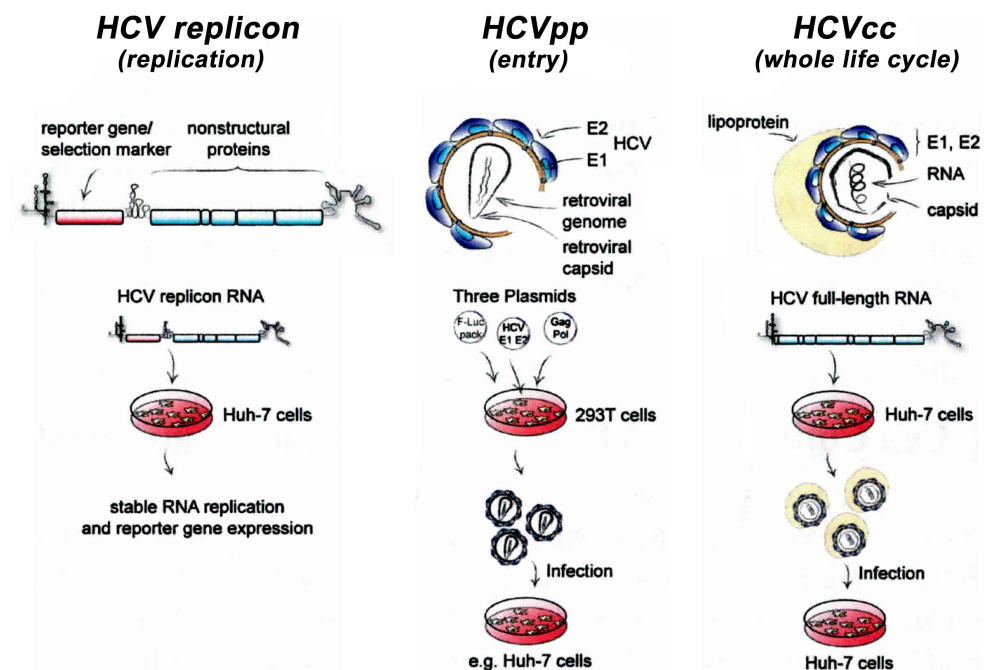 HCV replicon
(replication)
reporter gene/
selection marker
nonstructural
proteins
HCV replicon RNA
Huh-7 cells
stable RNA replication
and reporter gene expression
HCVpp
(entry)
E2
HCV
E1
retroviral
genome
retroviral
capsid
Three Plasmids
F-Luc
pack
HCV
E1 E2
Gag
Pol
293T cells
Infection
e.g. Huh-7 cells
HCVcc
(whole life cycle)
lipoprotein
E1, E2
RNA
capsid
HCV full-length RNA
Huh-7 cells
Infection
Huh-7 cells